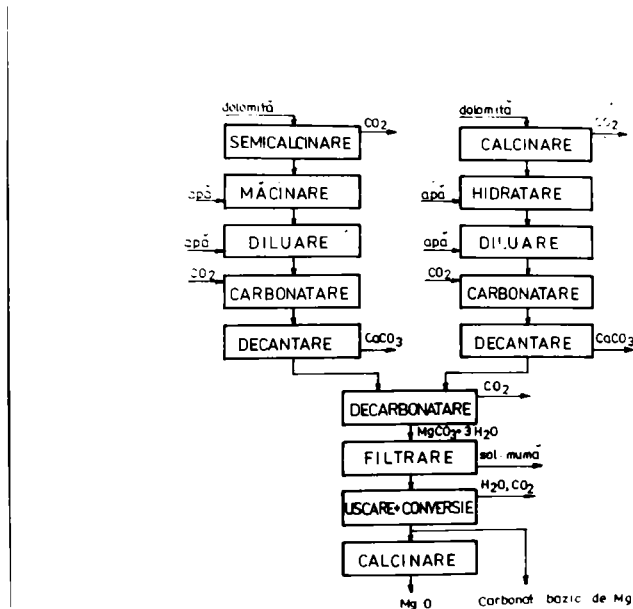 dolomită
CO2
SEMICALCINARE
apă
MĂCINARE
apă
DILUARE
CO2
CARBONATARE
DECANTARE
CaCO3
dolomită
CO2
CALCINARE
apă
HIDRATARE
apă
DILUARE
CO2
CARBONATARE
DECANTARE
CaCO3
DECARBONATARE
CO2
MgCO3·3H2O
FILTRARE
sol. mumă
USCARE+CONVERSIE
H2O, CO2
CALCINARE
MgO
Carbonat bazic de Mg